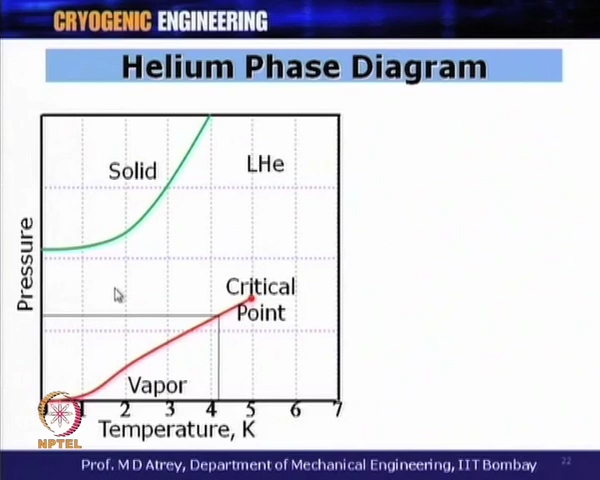 CRYOGENIC ENGINEERING
Helium Phase Diagram
Solid
LHe
Pressure
Critical
Point
Vapor
1 2 3 4 5 6 7
Temperature, K
NPTEL
Prof. M D Atrey, Department of Mechanical Engineering, IIT Bombay
22